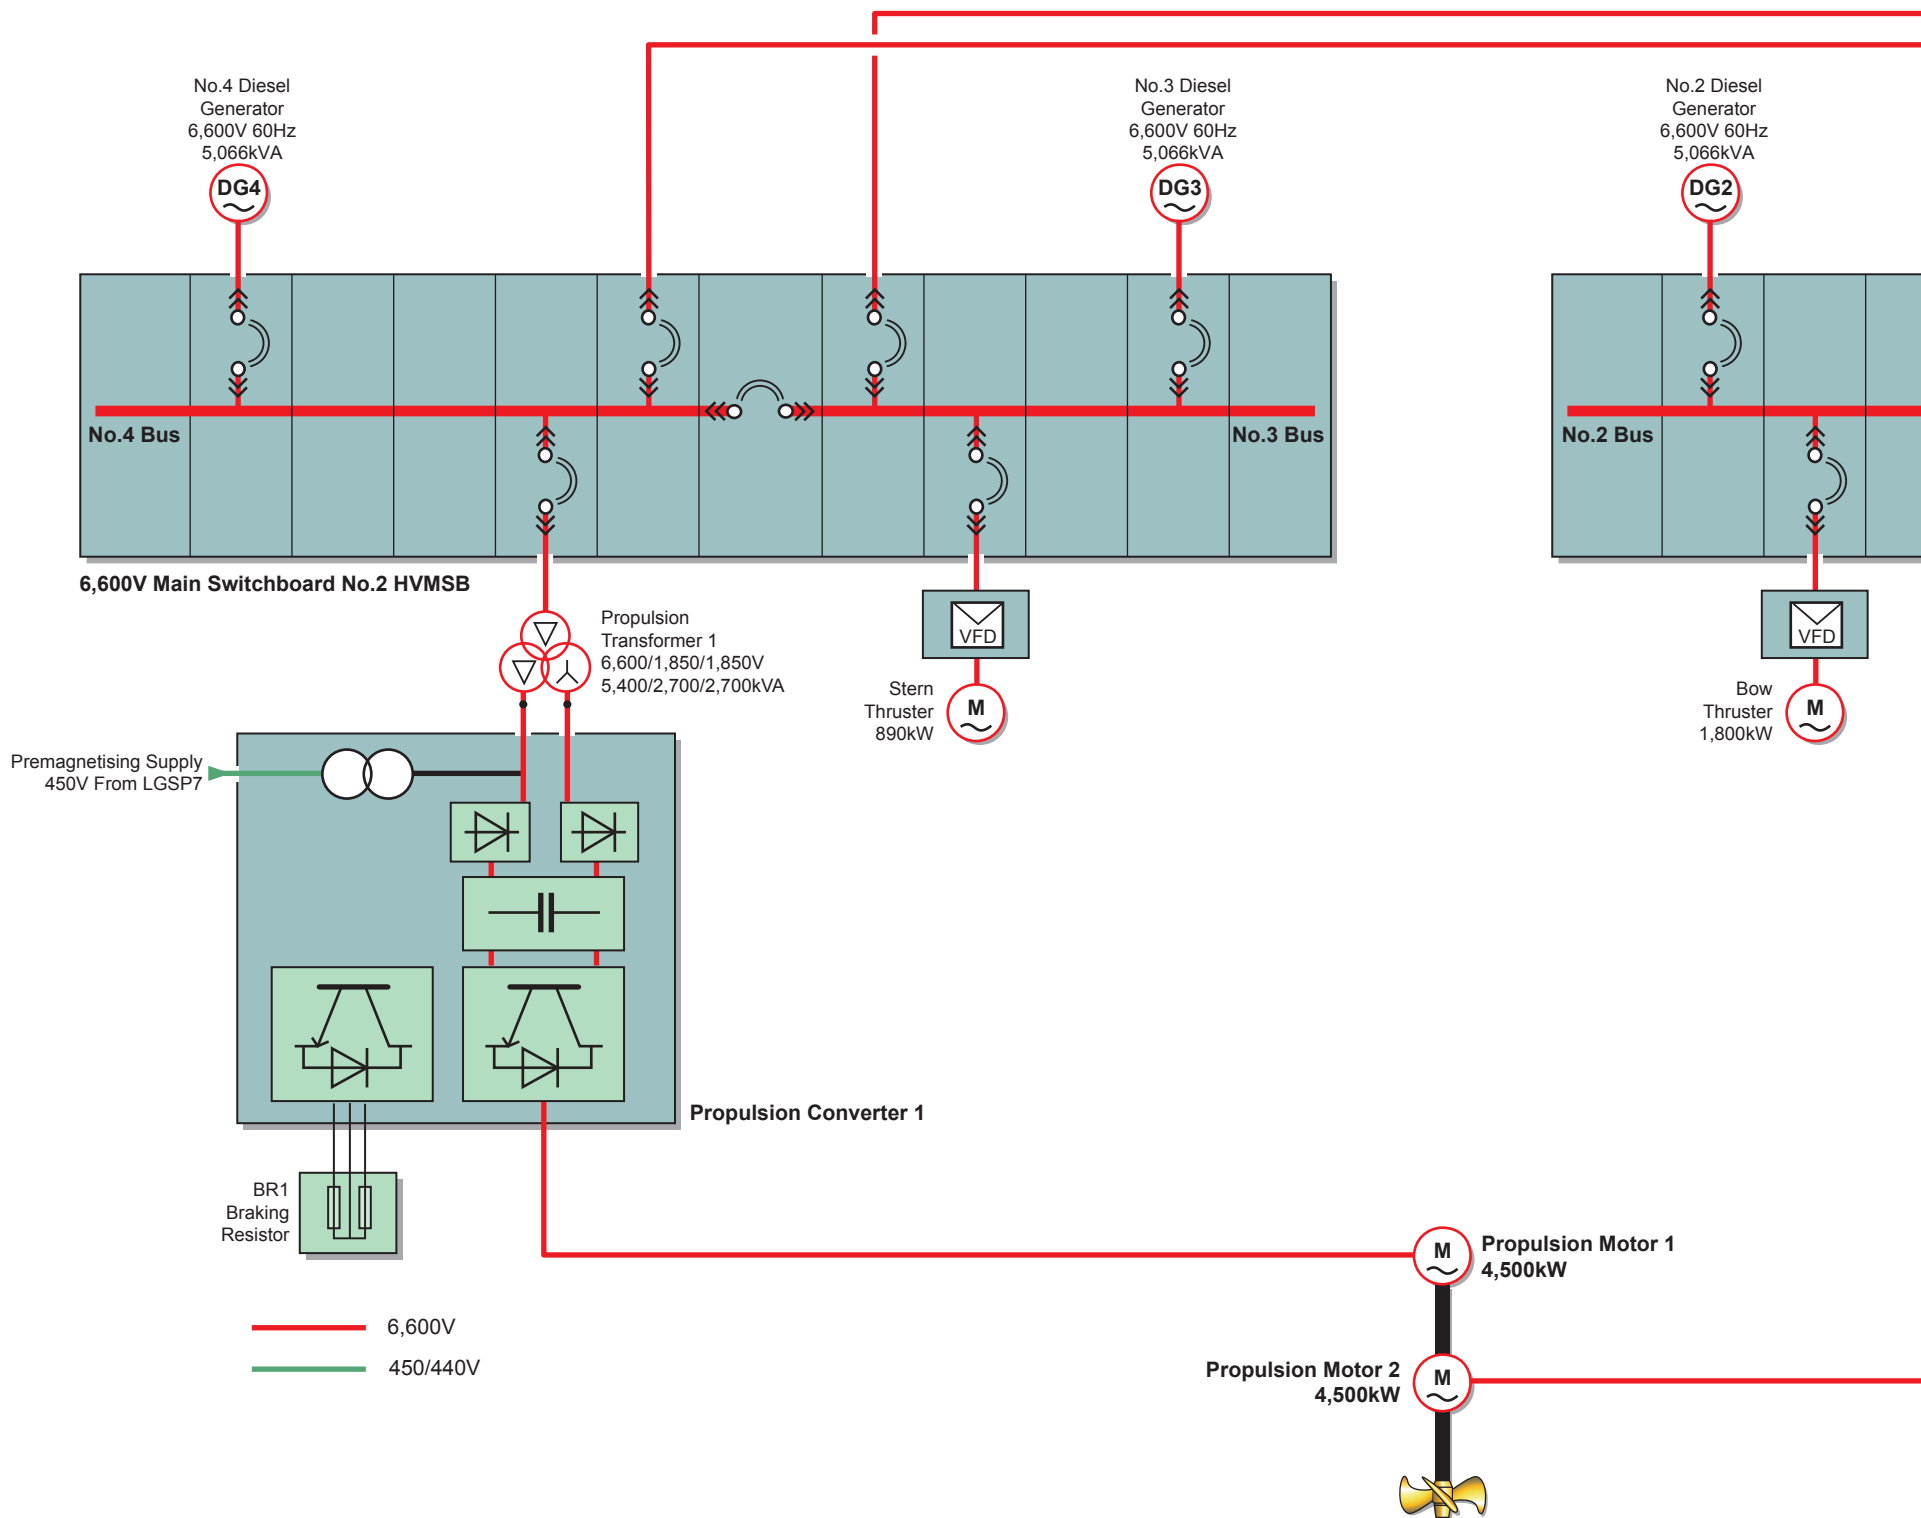 No.4 Diesel
Generator
6,600V 60Hz
5,066kVA
DG4
No.3 Diesel
Generator
6,600V 60Hz
5,066kVA
DG3
No.2 Diesel
Generator
6,600V 60Hz
5,066kVA
DG2
No.4 Bus
No.3 Bus
No.2 Bus
6,600V Main Switchboard No.2 HVMSB
Propulsion
Transformer 1
6,600/1,850/1,850V
5,400/2,700/2,700kVA
VFD
Stern
Thruster
890kW
M
VFD
Bow
Thruster
1,800kW
M
Premagnetising Supply
450V From LGSP7
Propulsion Converter 1
BR1
Braking
Resistor
M
Propulsion Motor 1
4,500kW
6,600V
450/440V
Propulsion Motor 2
4,500kW
M